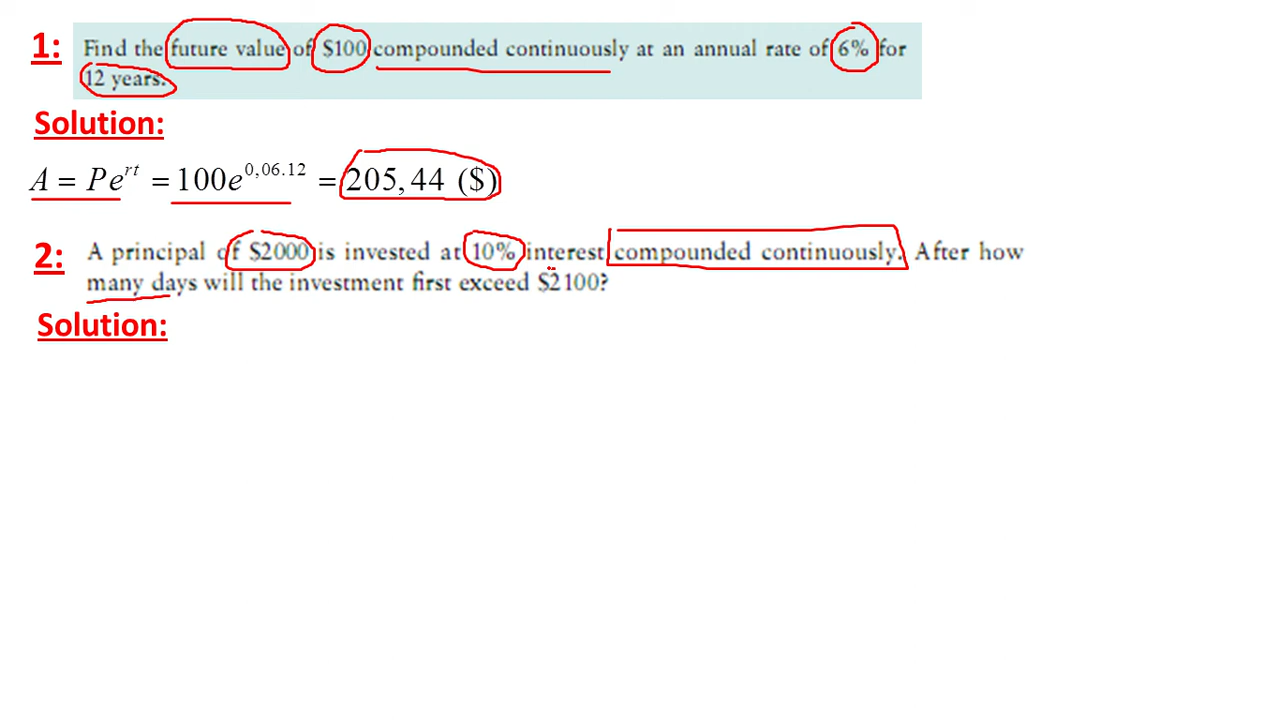 1: Find the future value of $100 compounded continuously at an annual rate of 6% for
12 years.
Solution:
A = Pe^{rt} = 100e^{0,06.12} = 205,44 ($)
2: A principal of $2000 is invested at 10% interest compounded continuously. After how
many days will the investment first exceed $2100?
Solution: